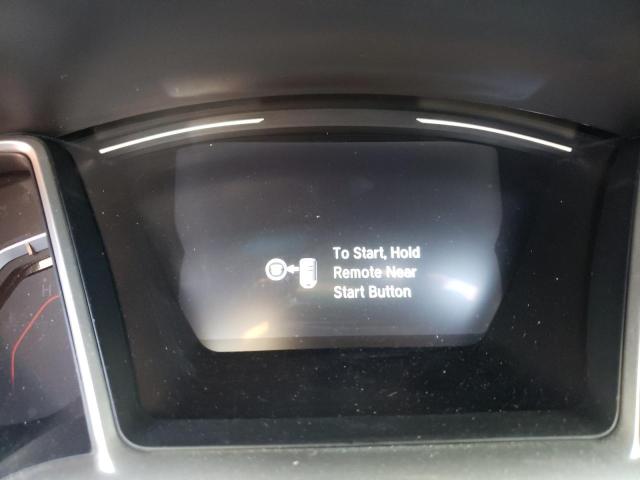 To Start, Hold
Remote Near
Start Button
H